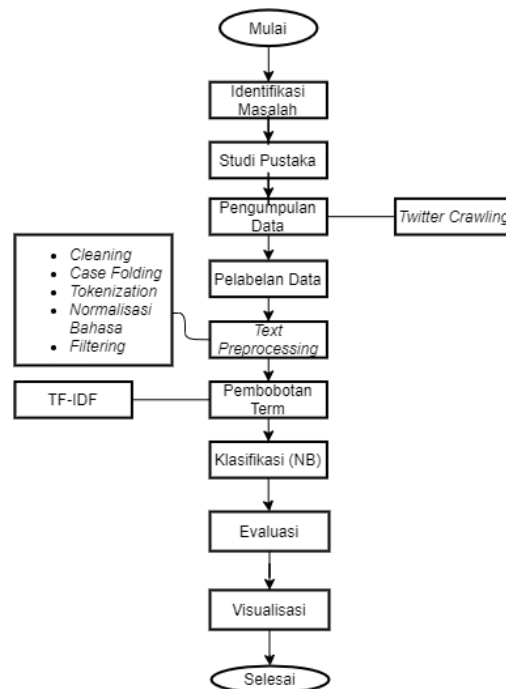 Mulai
Identifikasi
Masalah
Studi Pustaka
Pengumpulan
Data
Twitter Crawling
Pelabelan Data
• Cleaning
• Case Folding
• Tokenization
• Normalisasi
Bahasa
• Filtering
Text
Preprocessing
TF-IDF
Pembobotan
Term
Klasifikasi (NB)
Evaluasi
Visualisasi
Selesai